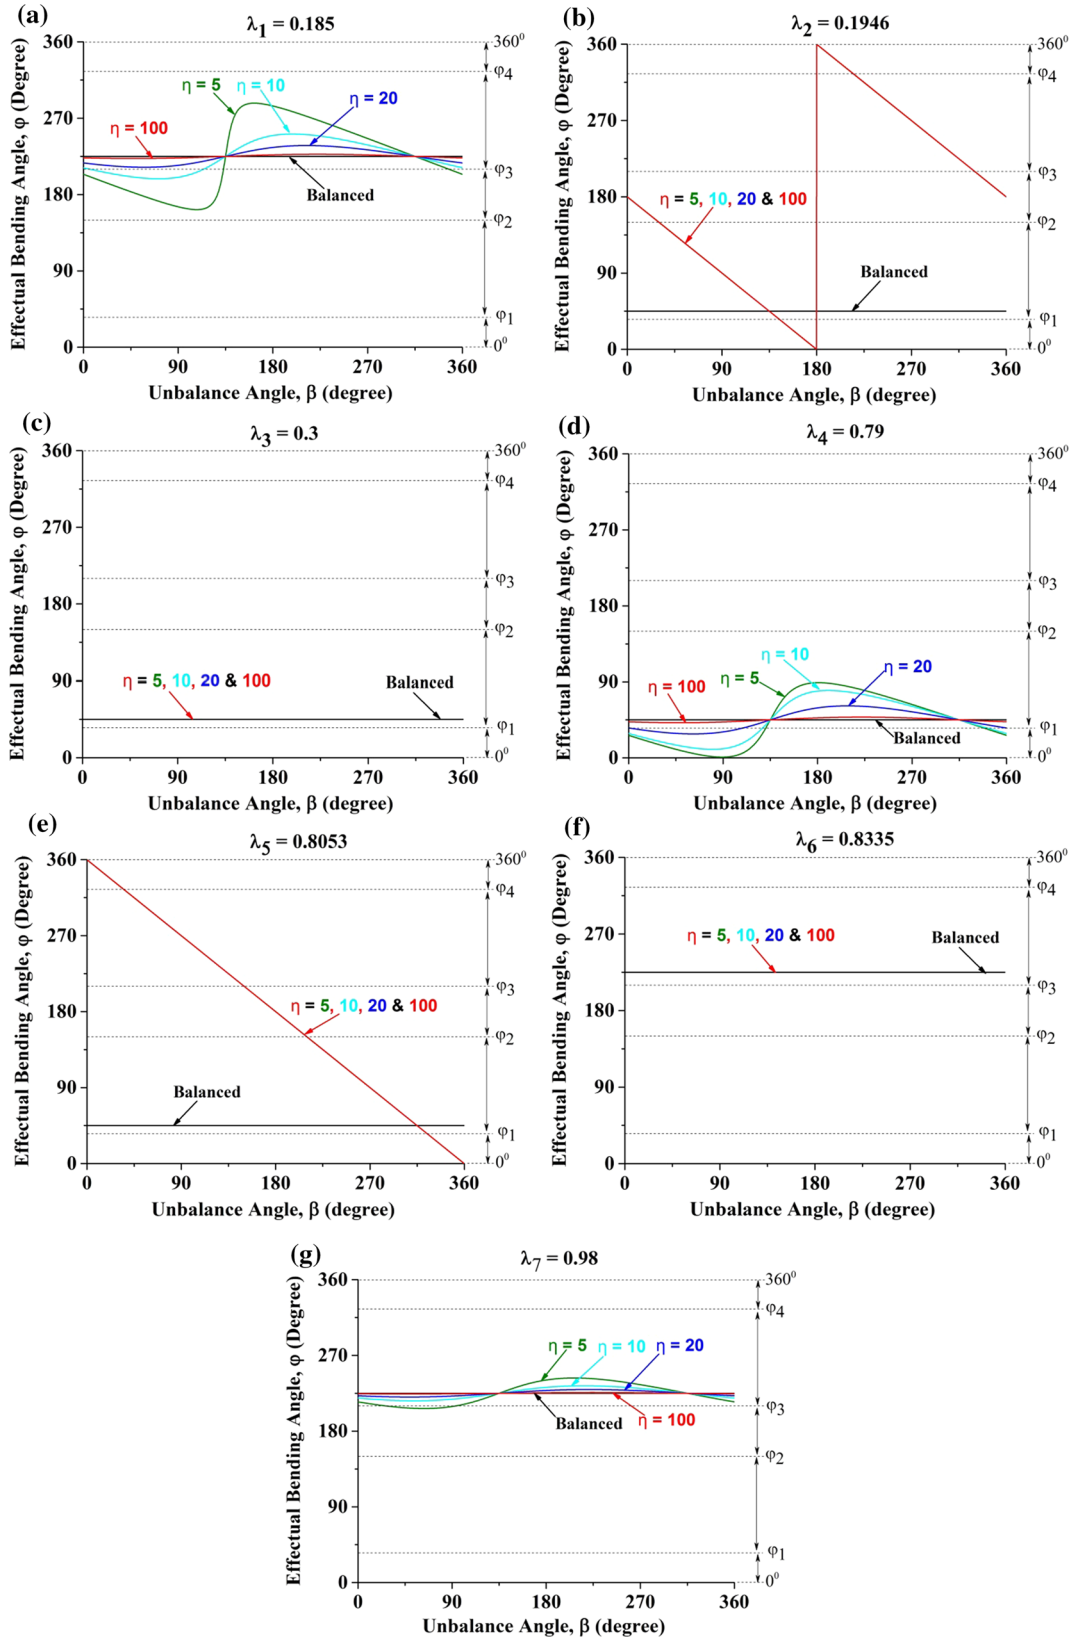 (a)
λ1 = 0.185
Effectual Bending Angle, φ (Degree)
360
270
180
90
0
η = 5
η = 10
η = 20
η = 100
Balanced
360⁰
φ4
φ3
φ2
φ1
0⁰
0 90 180 270 360
Unbalance Angle, β (degree)
(b)
λ2 = 0.1946
Effectual Bending Angle, φ (Degree)
360
270
180
90
0
η = 5, 10, 20 & 100
Balanced
360⁰
φ4
φ3
φ2
φ1
0⁰
0 90 180 270 360
Unbalance Angle, β (degree)
(c)
λ3 = 0.3
Effectual Bending Angle, φ (Degree)
360
270
180
90
0
η = 5, 10, 20 & 100
Balanced
360⁰
φ4
φ3
φ2
φ1
0⁰
0 90 180 270 360
Unbalance Angle, β (degree)
(d)
λ4 = 0.79
Effectual Bending Angle, φ (Degree)
360
270
180
90
0
η = 10
η = 5
η = 20
η = 100
Balanced
360⁰
φ4
φ3
φ2
φ1
0⁰
0 90 180 270 360
Unbalance Angle, β (degree)
(e)
λ5 = 0.8053
Effectual Bending Angle, φ (Degree)
360
270
180
90
0
η = 5, 10, 20 & 100
Balanced
360⁰
φ4
φ3
φ2
φ1
0⁰
0 90 180 270 360
Unbalance Angle, β (degree)
(f)
λ6 = 0.8335
Effectual Bending Angle, φ (Degree)
360
270
180
90
0
η = 5, 10, 20 & 100
Balanced
360⁰
φ4
φ3
φ2
φ1
0⁰
0 90 180 270 360
Unbalance Angle, β (degree)
(g)
λ7 = 0.98
Effectual Bending Angle, φ (Degree)
360
270
180
90
0
η = 5
η = 10
η = 20
Balanced
η = 100
360⁰
φ4
φ3
φ2
φ1
0⁰
0 90 180 270 360
Unbalance Angle, β (degree)